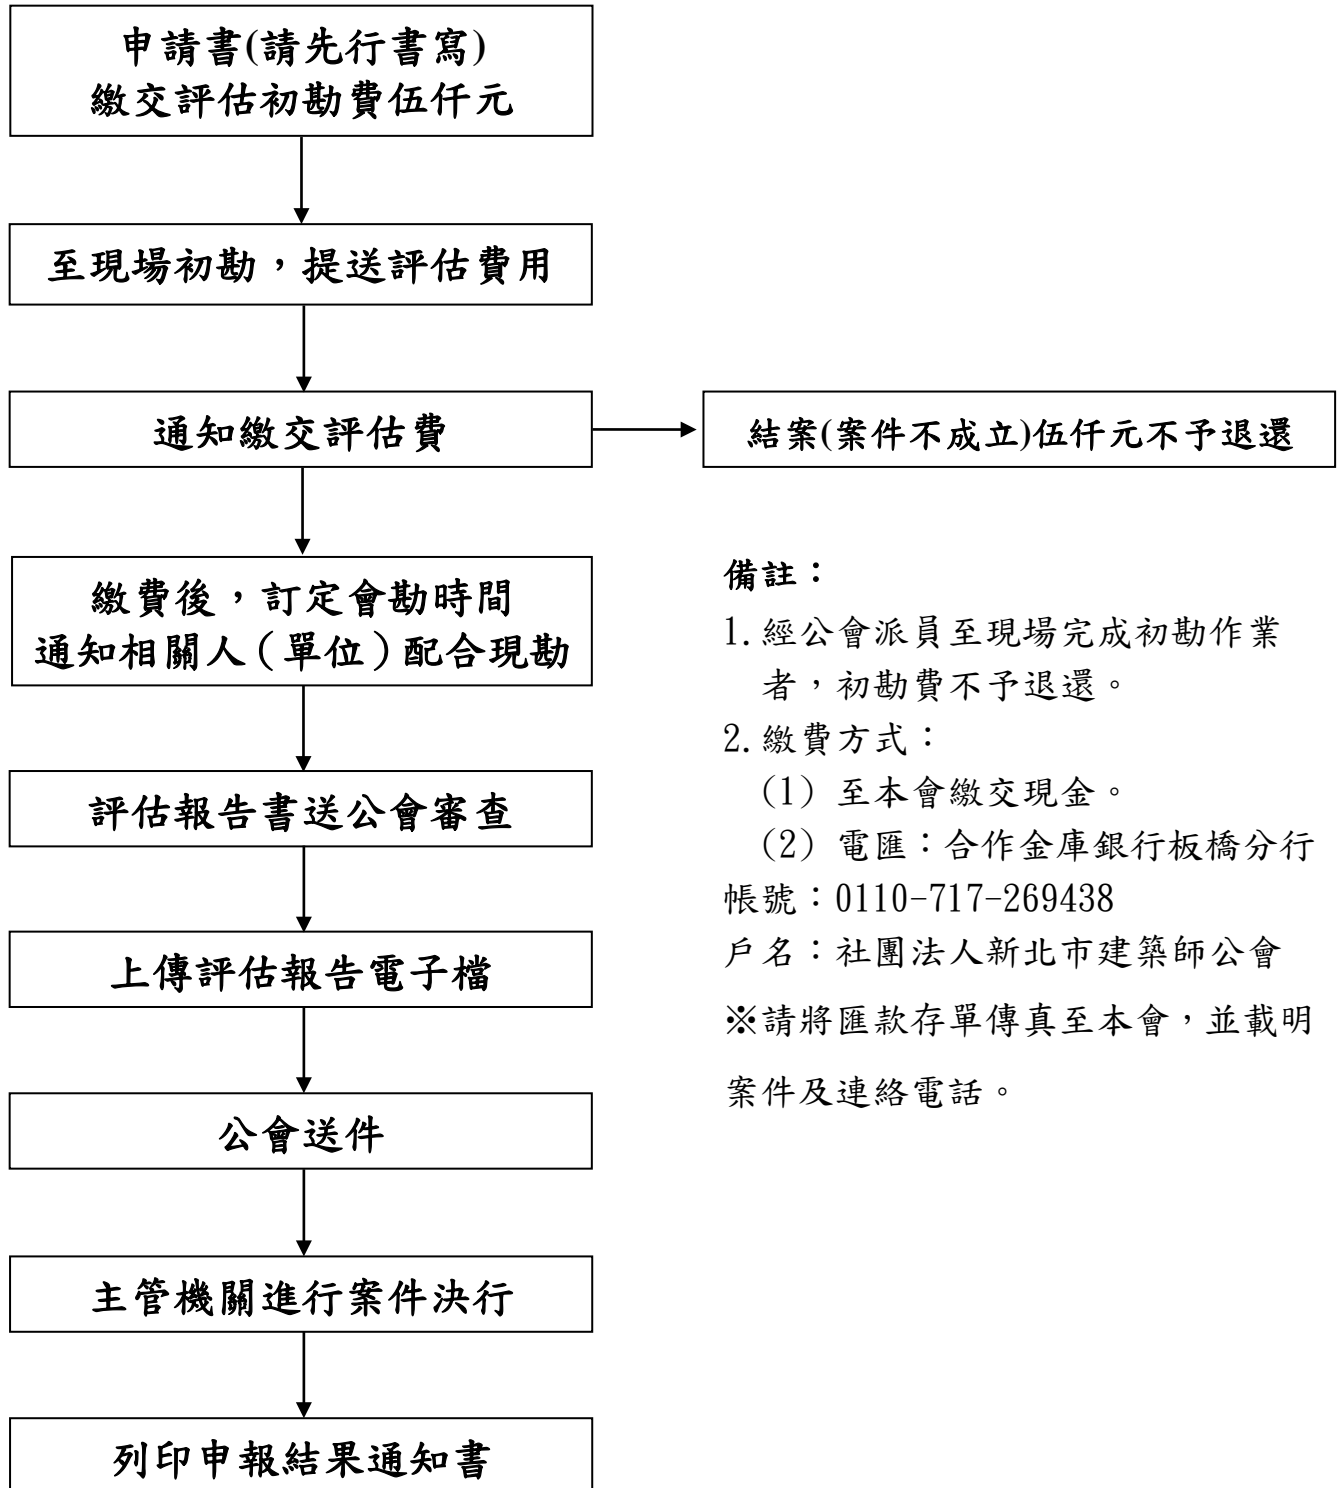 申請書(請先行書寫)
繳交評估初勘費伍仟元
至現場初勘，提送評估費用
通知繳交評估費
結案(案件不成立)伍仟元不予退還
繳費後，訂定會勘時間
通知相關人（單位）配合現勘
評估報告書送公會審查
上傳評估報告電子檔
公會送件
主管機關進行案件決行
列印申報結果通知書
備註：
1.經公會派員至現場完成初勘作業
者，初勘費不予退還。
2.繳費方式：
(1) 至本會繳交現金。
(2) 電匯：合作金庫銀行板橋分行
帳號：0110-717-269438
戶名：社團法人新北市建築師公會
※請將匯款存單傳真至本會，並載明
案件及連絡電話。